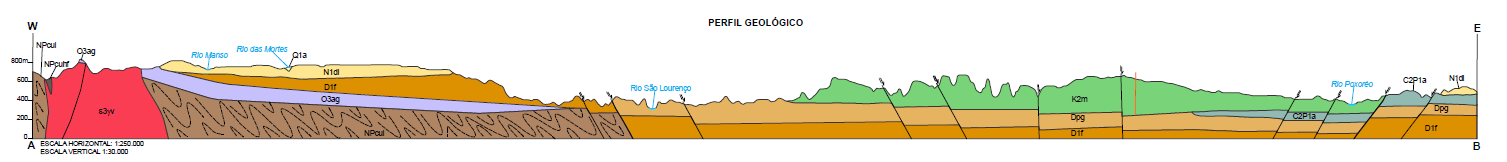 PERFIL GEOLÓGICO
W
E
NPcul
O3ag
NPcuhf
Rio Manso
Rio das Mortes
Q1a
800m
600
400
200
0
N1dl
D1f
O3ag
ε3γv
NPcul
Rio São Lourenço
K2m
Dpg
D1f
C2P1a
Rio Poxoréo
C2P1a
N1dl
Dpg
D1f
A
B
ESCALA HORIZONTAL: 1:250.000
ESCALA VERTICAL 1:30.000